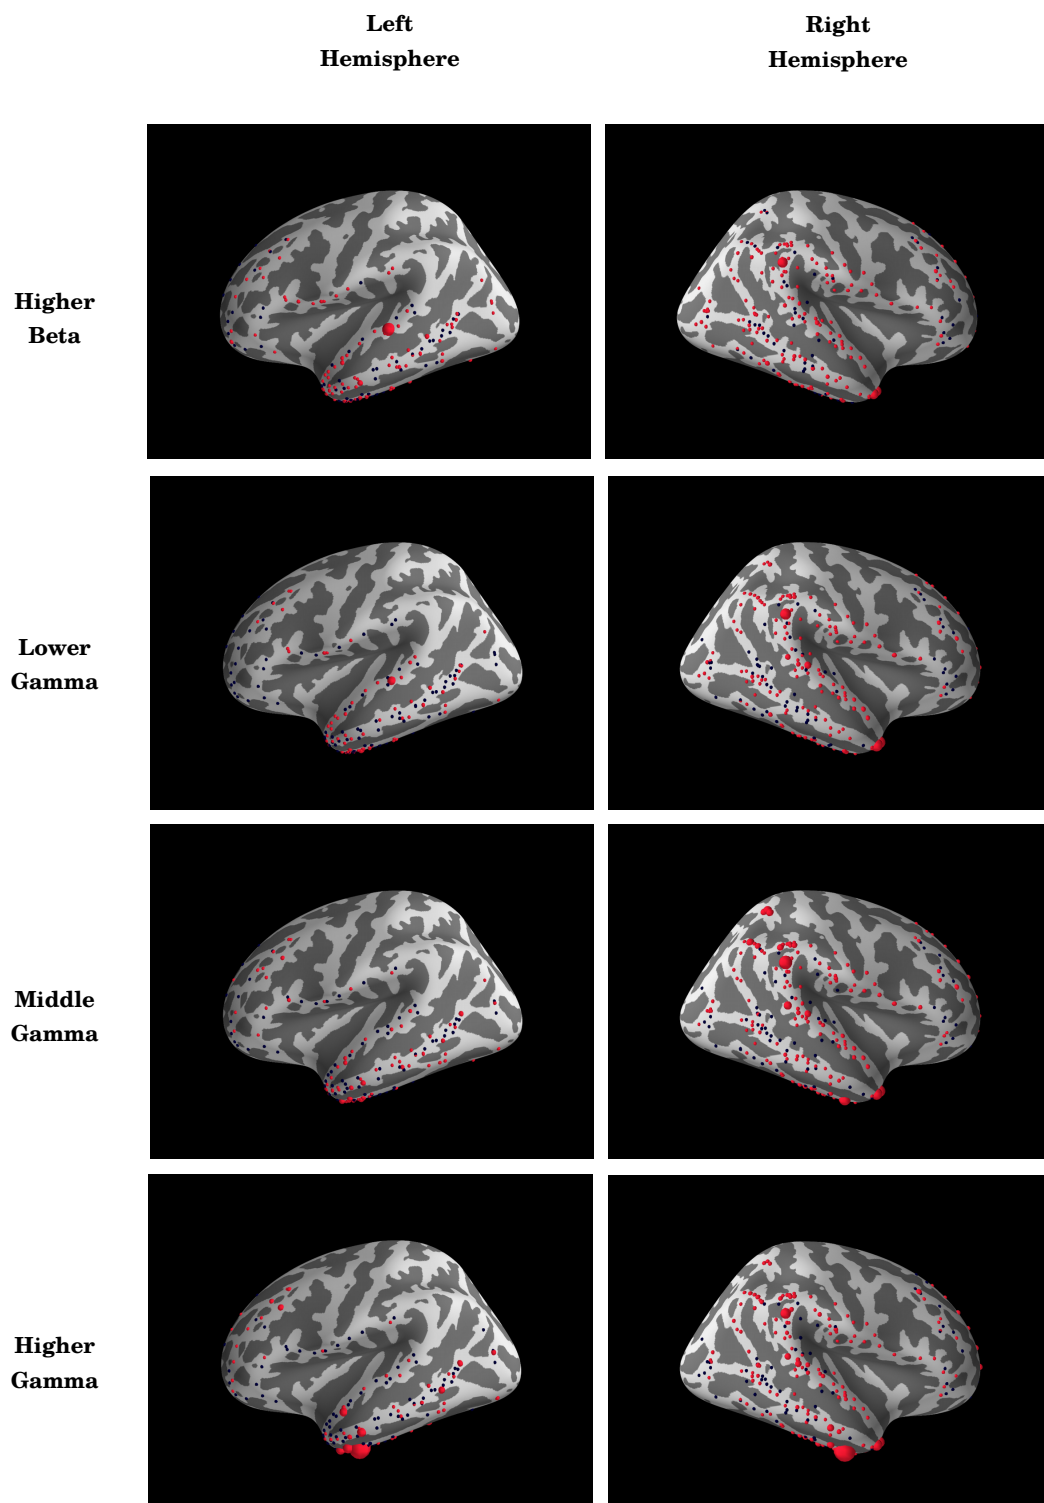 Left
Hemisphere
Right
Hemisphere
Higher
Beta
Lower
Gamma
Middle
Gamma
Higher
Gamma